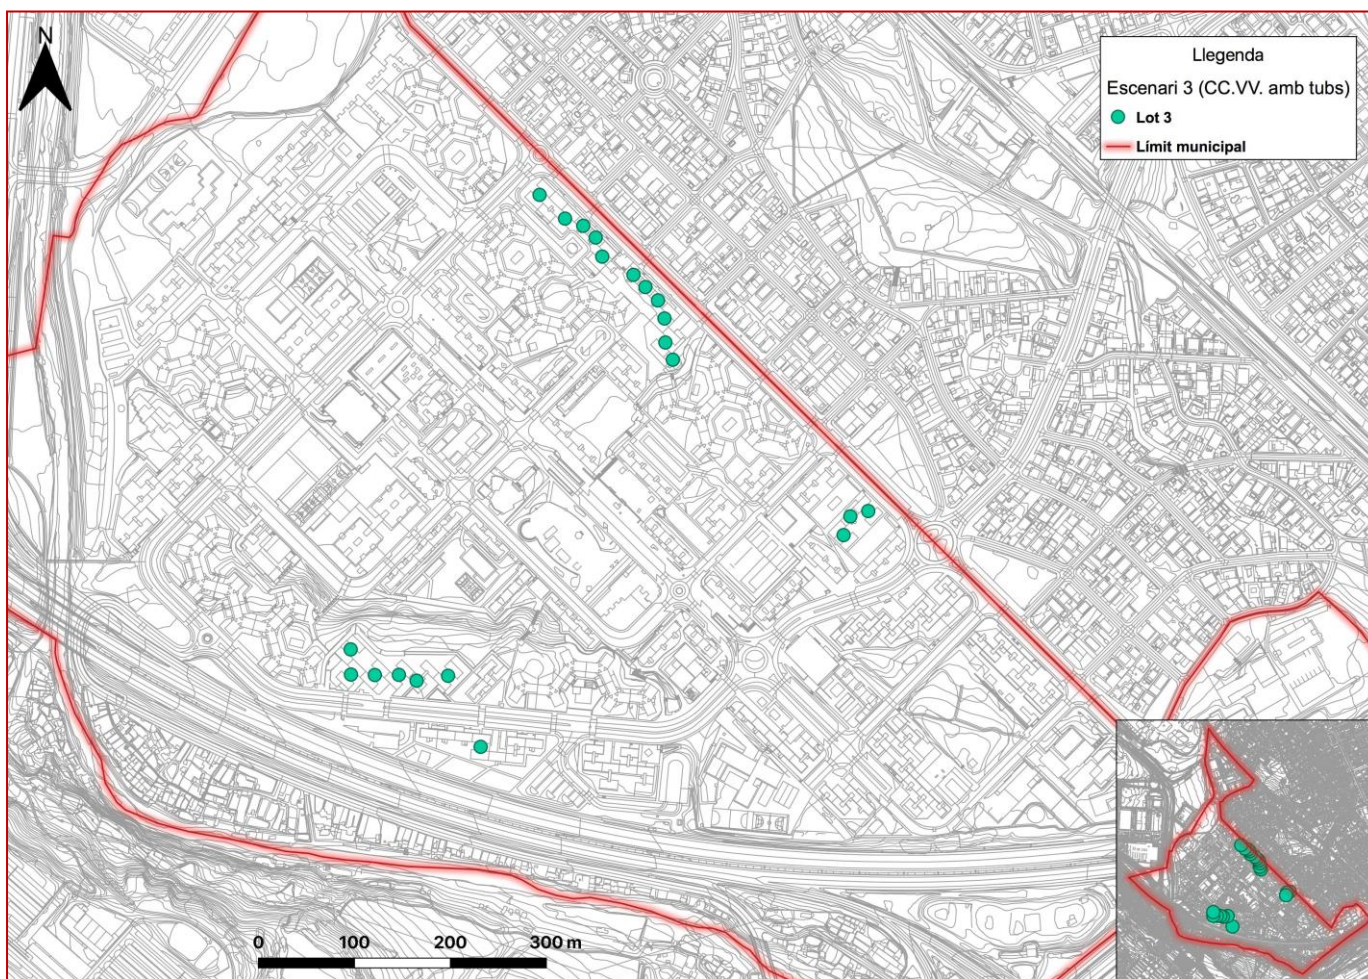 N
Llegenda
Escenari 3 (CC.VV. amb tubs)
Lot 3
Límit municipal
0 100 200 300 m